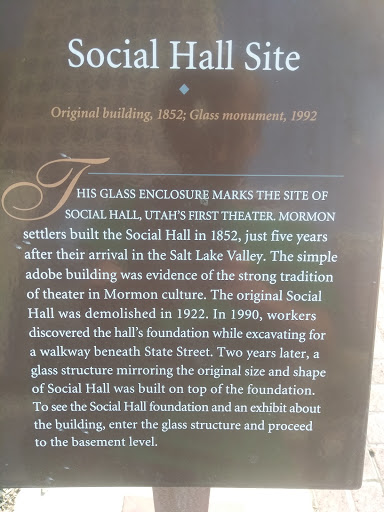 Social Hall Site
Original building, 1852; Glass monument, 1992
THIS GLASS ENCLOSURE MARKS THE SITE OF
SOCIAL HALL, UTAH'S FIRST THEATER. MORMON
settlers built the Social Hall in 1852, just five years
after their arrival in the Salt Lake Valley. The simple
adobe building was evidence of the strong tradition
of theater in Mormon culture. The original Social
Hall was demolished in 1922. In 1990, workers
discovered the hall's foundation while excavating for
a walkway beneath State Street. Two years later, a
glass structure mirroring the original size and shape
of Social Hall was built on top of the foundation.
To see the Social Hall foundation and an exhibit about
the building, enter the glass structure and proceed
to the basement level.